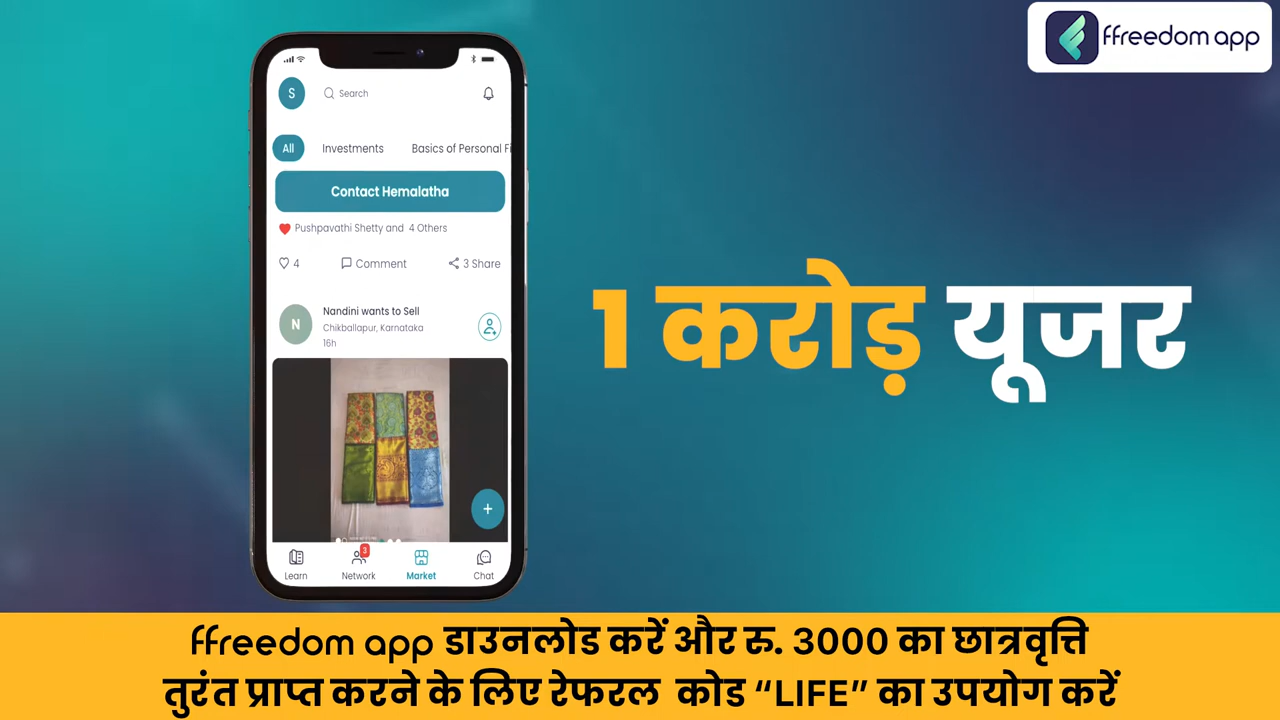 ffreedom app
S
Search
All
Investments
Basics of Personal Fi
Contact Hemalatha
Pushpavathi Shetty and 4 Others
4
Comment
3 Share
N
Nandini wants to Sell
Chikballapur, Karnataka
16h
+
3
Learn
Network
Market
Chat
1 करोड़ यूजर
ffreedom app डाउनलोड करें और रु. 3000 का छात्रवृत्ति
तुरंत प्राप्त करने के लिए रेफरल कोड “LIFE” का उपयोग करें